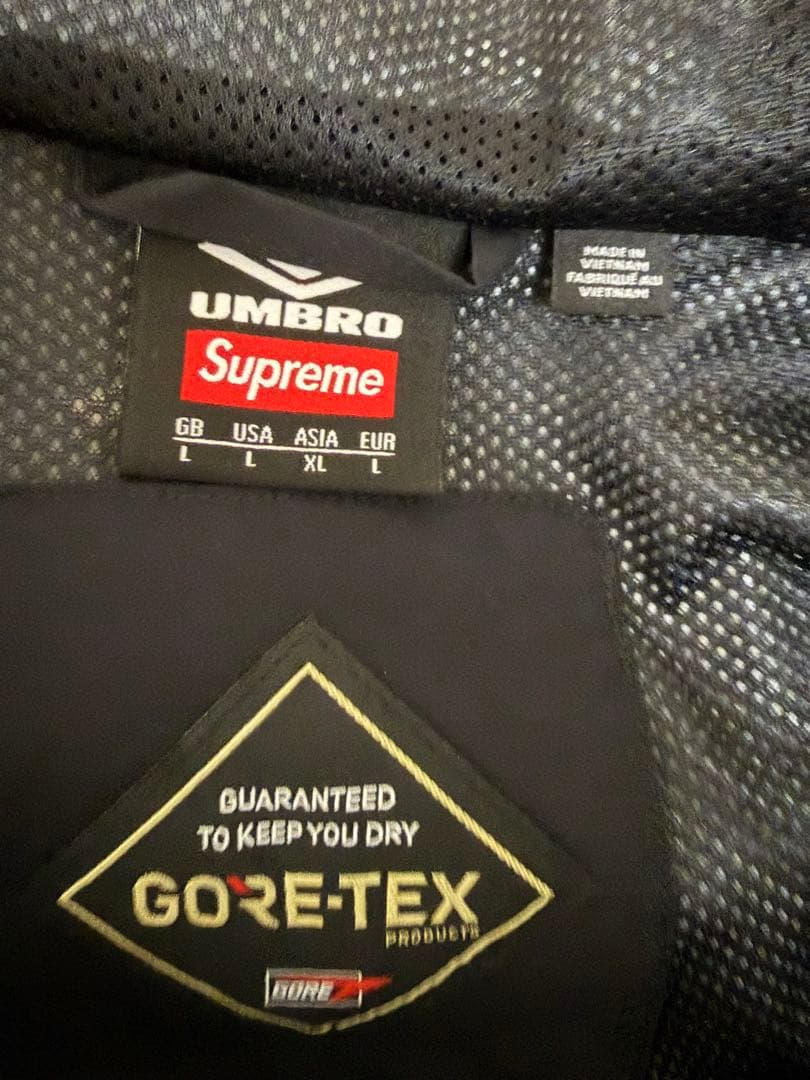 UMBRO
Supreme
GB USA ASIA EUR
L L XL L
MADE IN
VIETNAM
FABRIQUÉ AU
VIETNAM
GUARANTEED
TO KEEP YOU DRY
GORE-TEX
PRODUCTS
GORE